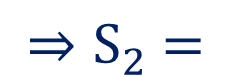 ⇒ S₂ =